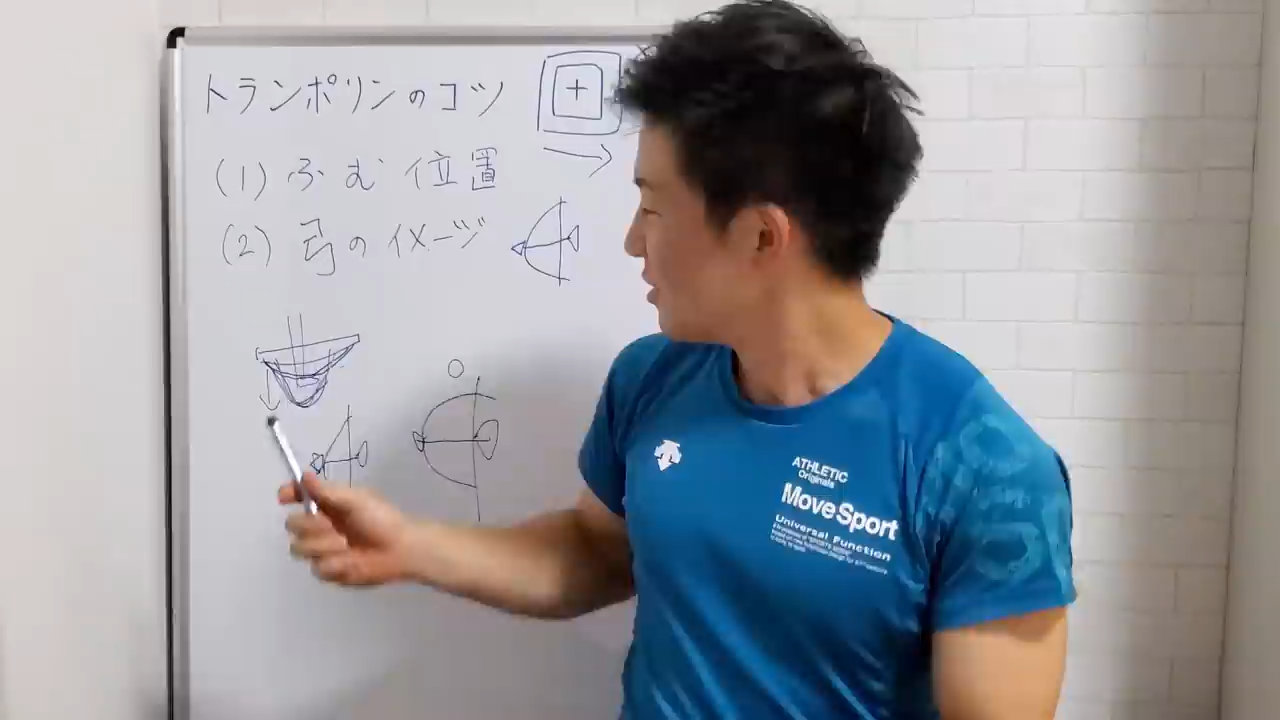 トランポリンのコツ
(1) ふむ 位置
(2) 弓のイメージ
ATHLETIC
Originals
Move Sport
Universal Function